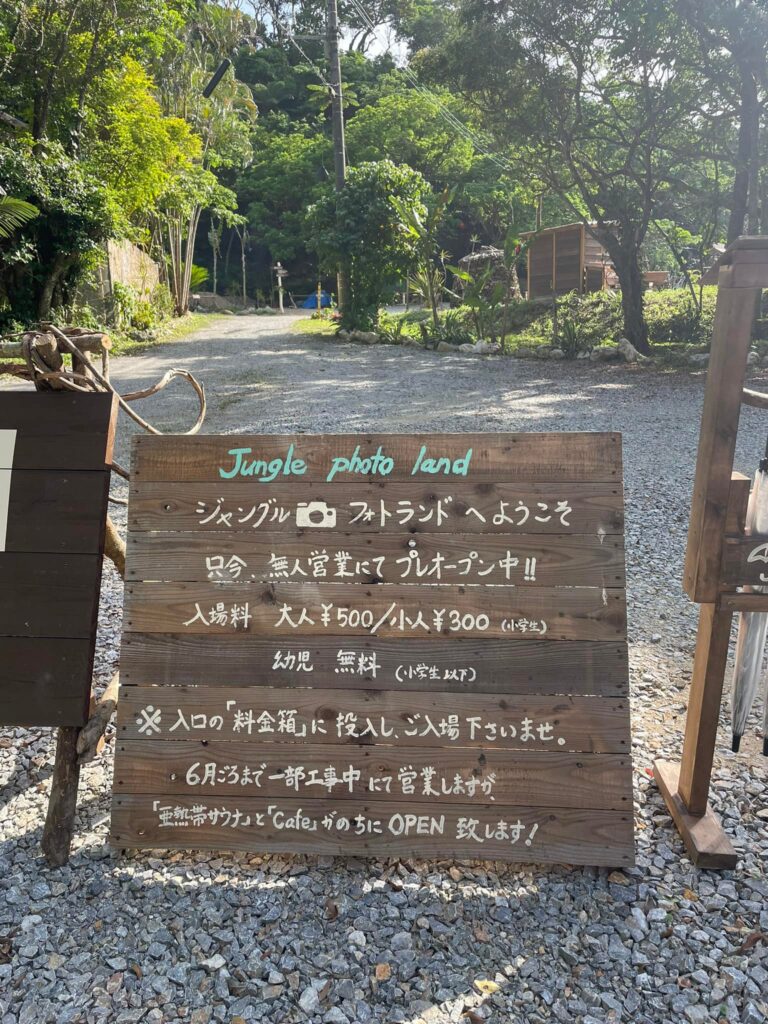 Jungle photo land
ジャングル フォトランドへようこそ
只今、無人営業にてプレオープン中!!
入場料 大人¥500/小人¥300(小学生)
幼児 無料(小学生以下)
※入口の「料金箱」に投入し、ご入場下さいませ。
6月ごろまで一部工事中にて営業しますが、
「亜熱帯サウナ」と「Cafe」がのちにOPEN致します!